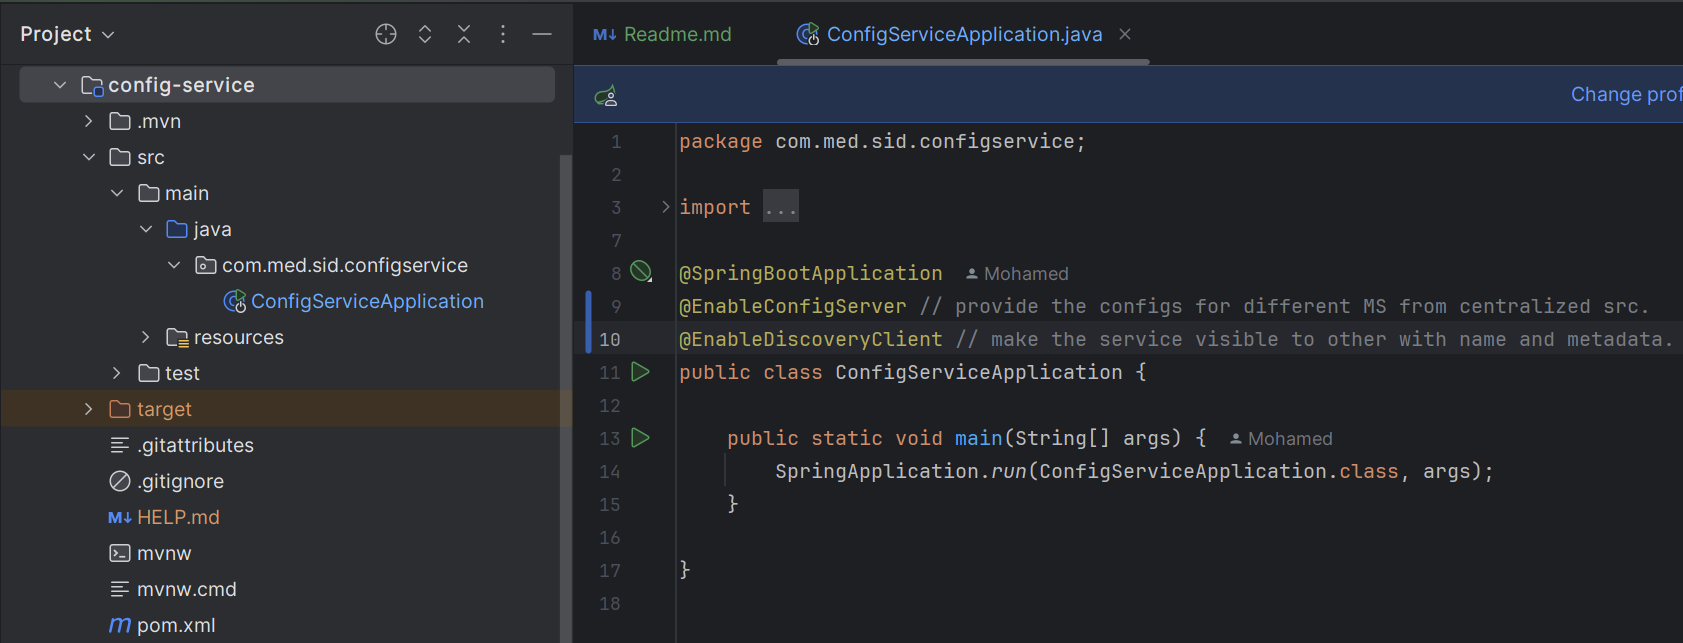 Project
config-service
.mvn
src
main
java
com.med.sid.configservice
ConfigServiceApplication
resources
test
target
.gitattributes
.gitignore
M↓ HELP.md
mvnw
mvnw.cmd
m pom.xml
M↓ Readme.md
ConfigServiceApplication.java
Change prof
1 package com.med.sid.configservice;
2
3 import ...
7
8 @SpringBootApplication Mohamed
9 @EnableConfigServer // provide the configs for different MS from centralized src.
10 @EnableDiscoveryClient // make the service visible to other with name and metadata.
11 public class ConfigServiceApplication {
12
13 public static void main(String[] args) { Mohamed
14 SpringApplication.run(ConfigServiceApplication.class, args);
15 }
16
17 }
18